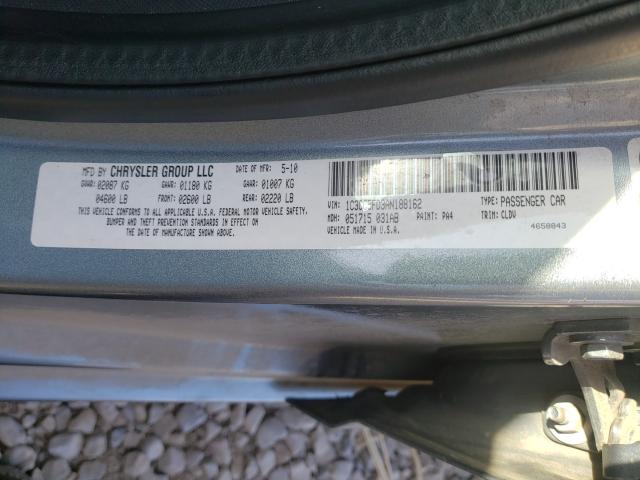 MFD BY CHRYSLER GROUP LLC DATE OF MFR: 5-10
GVWR: 02087 KG GAWR: 01180 KG GAWR: 01007 KG
04600 LB FRONT: 02600 LB REAR: 02220 LB
THIS VEHICLE CONFORMS TO ALL APPLICABLE U.S.A. FEDERAL MOTOR VEHICLE SAFETY,
BUMPER AND THEFT PREVENTION STANDARDS IN EFFECT ON
THE DATE OF MANUFACTURE SHOWN ABOVE.
VIN: TYPE: PASSENGER CAR
MDH: 051715 031AB PAINT: PA4 TRIM: CLDV
VEHICLE MADE IN U.S.A. 4658043